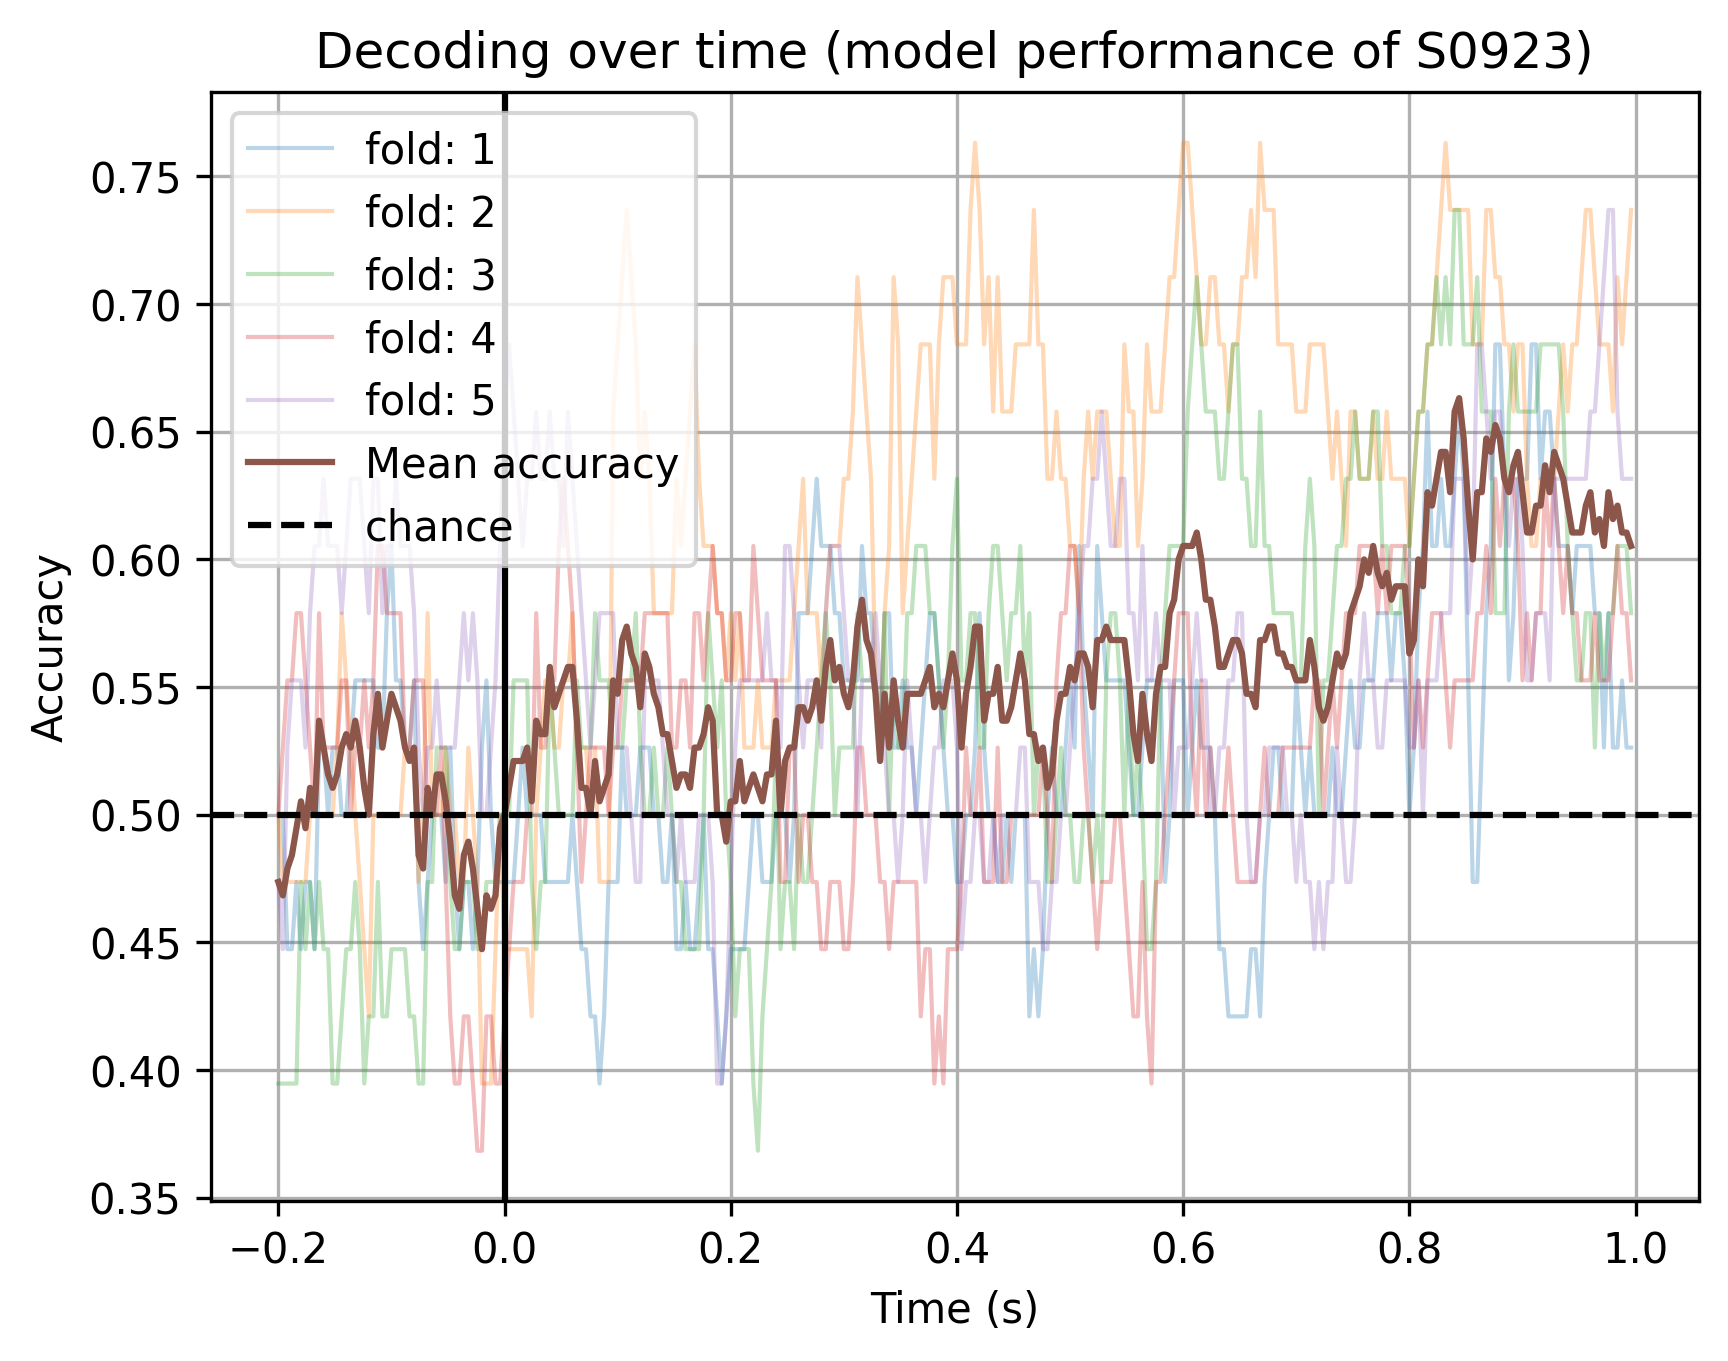 Decoding over time (model performance of S0923)
fold: 1
fold: 2
fold: 3
fold: 4
fold: 5
Mean accuracy
chance
Accuracy
0.75
0.70
0.65
0.60
0.55
0.50
0.45
0.40
0.35
−0.2 0.0 0.2 0.4 0.6 0.8 1.0
Time (s)